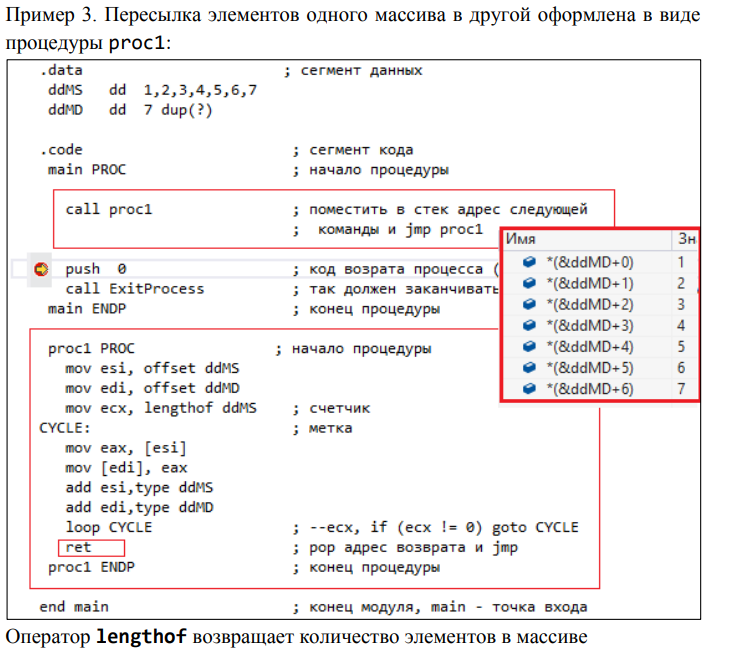 Пример 3. Пересылка элементов одного массива в другой оформлена в виде
процедуры proc1:
.data ; сегмент данных
ddMS dd 1,2,3,4,5,6,7
ddMD dd 7 dup(?)
.code ; сегмент кода
main PROC ; начало процедуры
call proc1 ; поместить в стек адрес следующей
; команды и jmp proc1
push 0 ; код возрата процесса (
call ExitProcess ; так должен заканчивать
main ENDP ; конец процедуры
Имя Зн
*(&ddMD+0) 1
*(&ddMD+1) 2
*(&ddMD+2) 3
*(&ddMD+3) 4
*(&ddMD+4) 5
*(&ddMD+5) 6
*(&ddMD+6) 7
proc1 PROC ; начало процедуры
mov esi, offset ddMS
mov edi, offset ddMD
mov ecx, lengthof ddMS ; счетчик
CYCLE: ; метка
mov eax, [esi]
mov [edi], eax
add esi,type ddMS
add edi,type ddMD
loop CYCLE ; --ecx, if (ecx != 0) goto CYCLE
ret ; pop адрес возврата и jmp
proc1 ENDP ; конец процедуры
end main ; конец модуля, main - точка входа
Оператор lengthof возвращает количество элементов в массиве